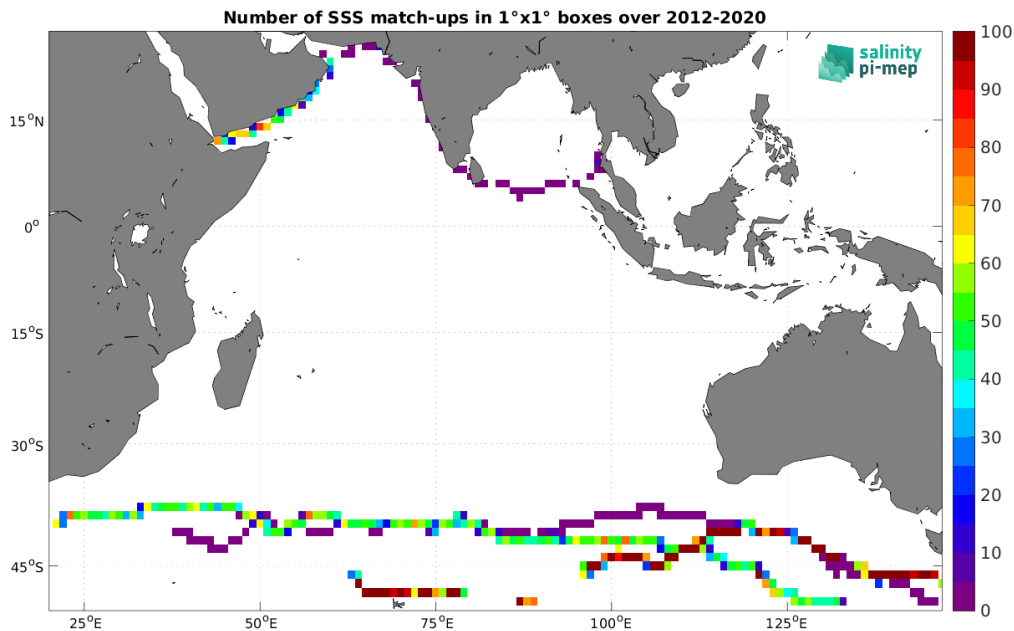 Number of SSS match-ups in 1°x1° boxes over 2012-2020
salinity
pi-mep
100
90
80
70
60
50
40
30
20
10
0
15°N
0°
15°S
30°S
45°S
25°E
50°E
75°E
100°E
125°E